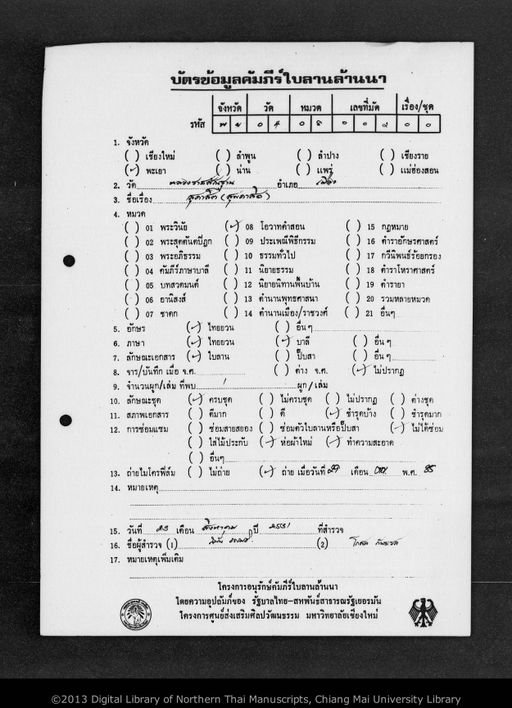 บัตรข้อมูลคัมภีร์ใบลานล้านนา
จังหวัด วัด หมวด เลขที่มัด เรื่อง/ชุด
รหัส
1. จังหวัด
( ) เชียงใหม่ ( ) ลำพูน ( ) ลำปาง ( ) เชียงราย
(✓) พะเยา ( ) น่าน ( ) แพร่ ( ) แม่ฮ่องสอน
2. วัด อำเภอ เมือง
3. ชื่อเรื่อง
4. หมวด
( ) 01 พระวินัย (✓) 08 โอวาทคำสอน ( ) 15 กฎหมาย
( ) 02 พระสุตตันตปิฎก ( ) 09 ประเพณีพิธีกรรม ( ) 16 ตำราอักษรศาสตร์
( ) 03 พระอภิธรรม ( ) 10 ธรรมทั่วไป ( ) 17 กวีนิพนธ์ร้อยกรอง
( ) 04 คัมภีร์ภาษาบาลี ( ) 11 นิยายธรรม ( ) 18 ตำราโหราศาสตร์
( ) 05 บทสวดมนต์ ( ) 12 นิยายนิทานพื้นบ้าน ( ) 19 ตำรายา
( ) 06 อานิสงส์ ( ) 13 ตำนานพุทธศาสนา ( ) 20 รวมหลายหมวด
( ) 07 ชาดก ( ) 14 ตำนานเมือง/ราชวงศ์ ( ) 21 อื่นๆ
5. อักษร (✓) ไทยยวน ( ) อื่น ๆ
6. ภาษา (✓) ไทยยวน (✓) บาลี ( ) อื่น ๆ
7. ลักษณะเอกสาร (✓) ใบลาน ( ) ปั๊บสา ( ) อื่น ๆ
8. จาร/บันทึก เมื่อ จ.ศ. ( ) ต่าง จ.ศ. (✓) ไม่ปรากฏ
9. จำนวนผูก/เล่ม ที่พบ 1 ผูก/เล่ม
10. ลักษณะชุด (✓) ครบชุด ( ) ไม่ครบชุด ( ) ไม่ปรากฏ ( ) ต่างชุด
11. สภาพเอกสาร ( ) ดีมาก ( ) ดี (✓) ชำรุดบ้าง ( ) ชำรุดมาก
12. การซ่อมแซม ( ) ซ่อมสายสยอง ( ) ซ่อมตัวใบลานหรือปั๊บสา (✓) ไม่ได้ซ่อม
( ) ใส่ไม้ประกับ (✓) ห่อผ้าใหม่ (✓) ทำความสะอาด
( ) อื่นๆ
13. ถ่ายไมโครฟิล์ม ( ) ไม่ถ่าย (✓) ถ่าย เมื่อวันที่ 27 เดือน พ.ศ. 35
14. หมายเหตุ
15. วันที่ 23 เดือน สิงหาคม ปี 2531 ที่สำรวจ
16. ชื่อผู้สำรวจ (1) (2)
17. หมายเหตุเพิ่มเติม
โครงการอนุรักษ์คัมภีร์ใบลานล้านนา
โดยความอุปถัมภ์ของ รัฐบาลไทย-สหพันธ์สาธารณรัฐเยอรมัน
โครงการศูนย์ส่งเสริมศิลปวัฒนธรรม มหาวิทยาลัยเชียงใหม่
©2013 Digital Library of Northern Thai Manuscripts, Chiang Mai University Library